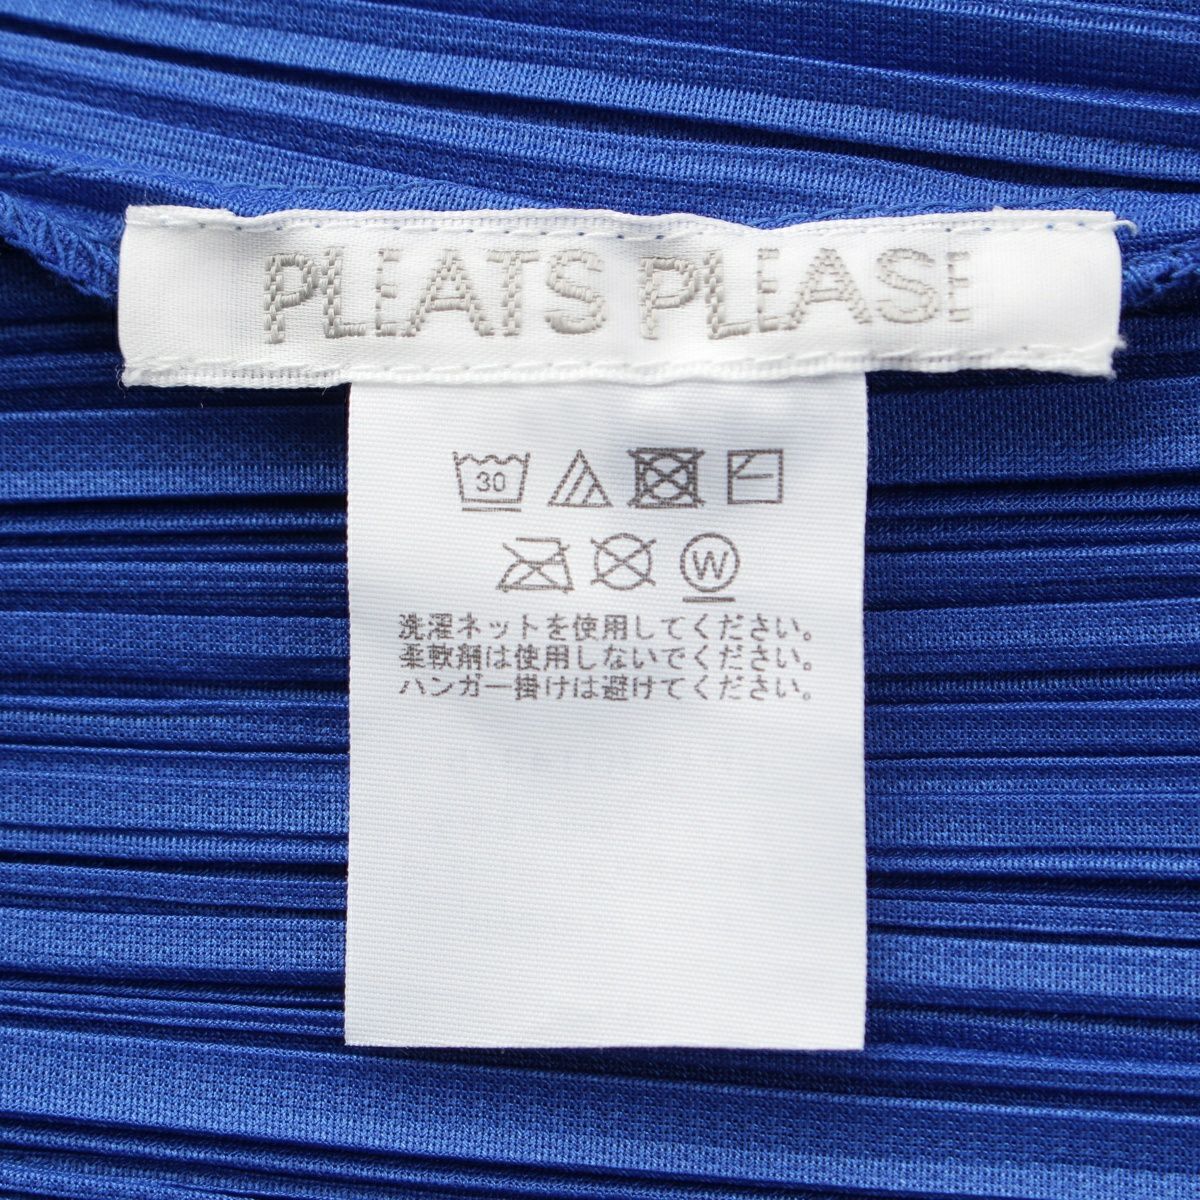 PLEATS PLEASE
30
W
洗濯ネットを使用してください。
柔軟剤は使用しないでください。
ハンガー掛けは避けてください。